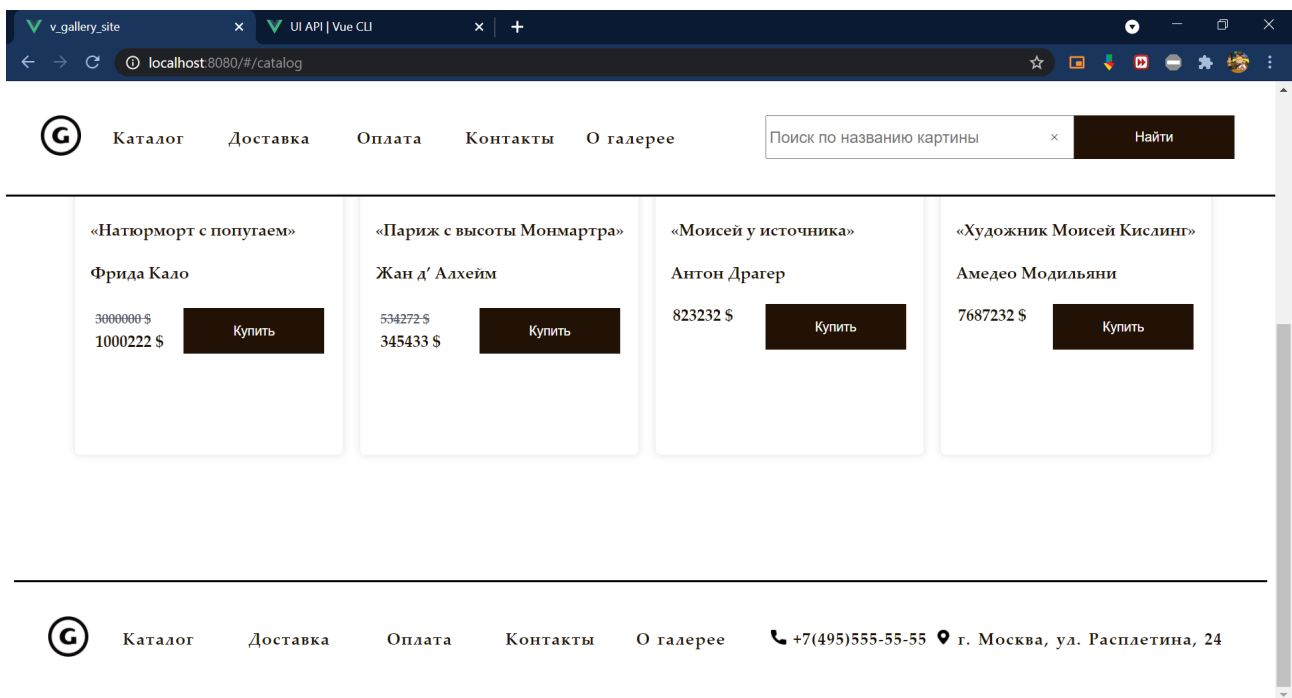 v_gallery_site × UI API | Vue CLI × +
localhost:8080/#/catalog
G Каталог Доставка Оплата Контакты О галерее Поиск по названию картины × Найти
«Натюрморт с попугаем» «Париж с высоты Монмартра» «Моисей у источника» «Художник Моисей Кислинг»
Фрида Кало Жан д’ Алхейм Антон Драгер Амедео Модильяни
3000000 $ 534272 $ 823232 $ 7687232 $
1000222 $ Купить 345433 $ Купить Купить Купить
G Каталог Доставка Оплата Контакты О галерее +7(495)555-55-55 г. Москва, ул. Расплетина, 24